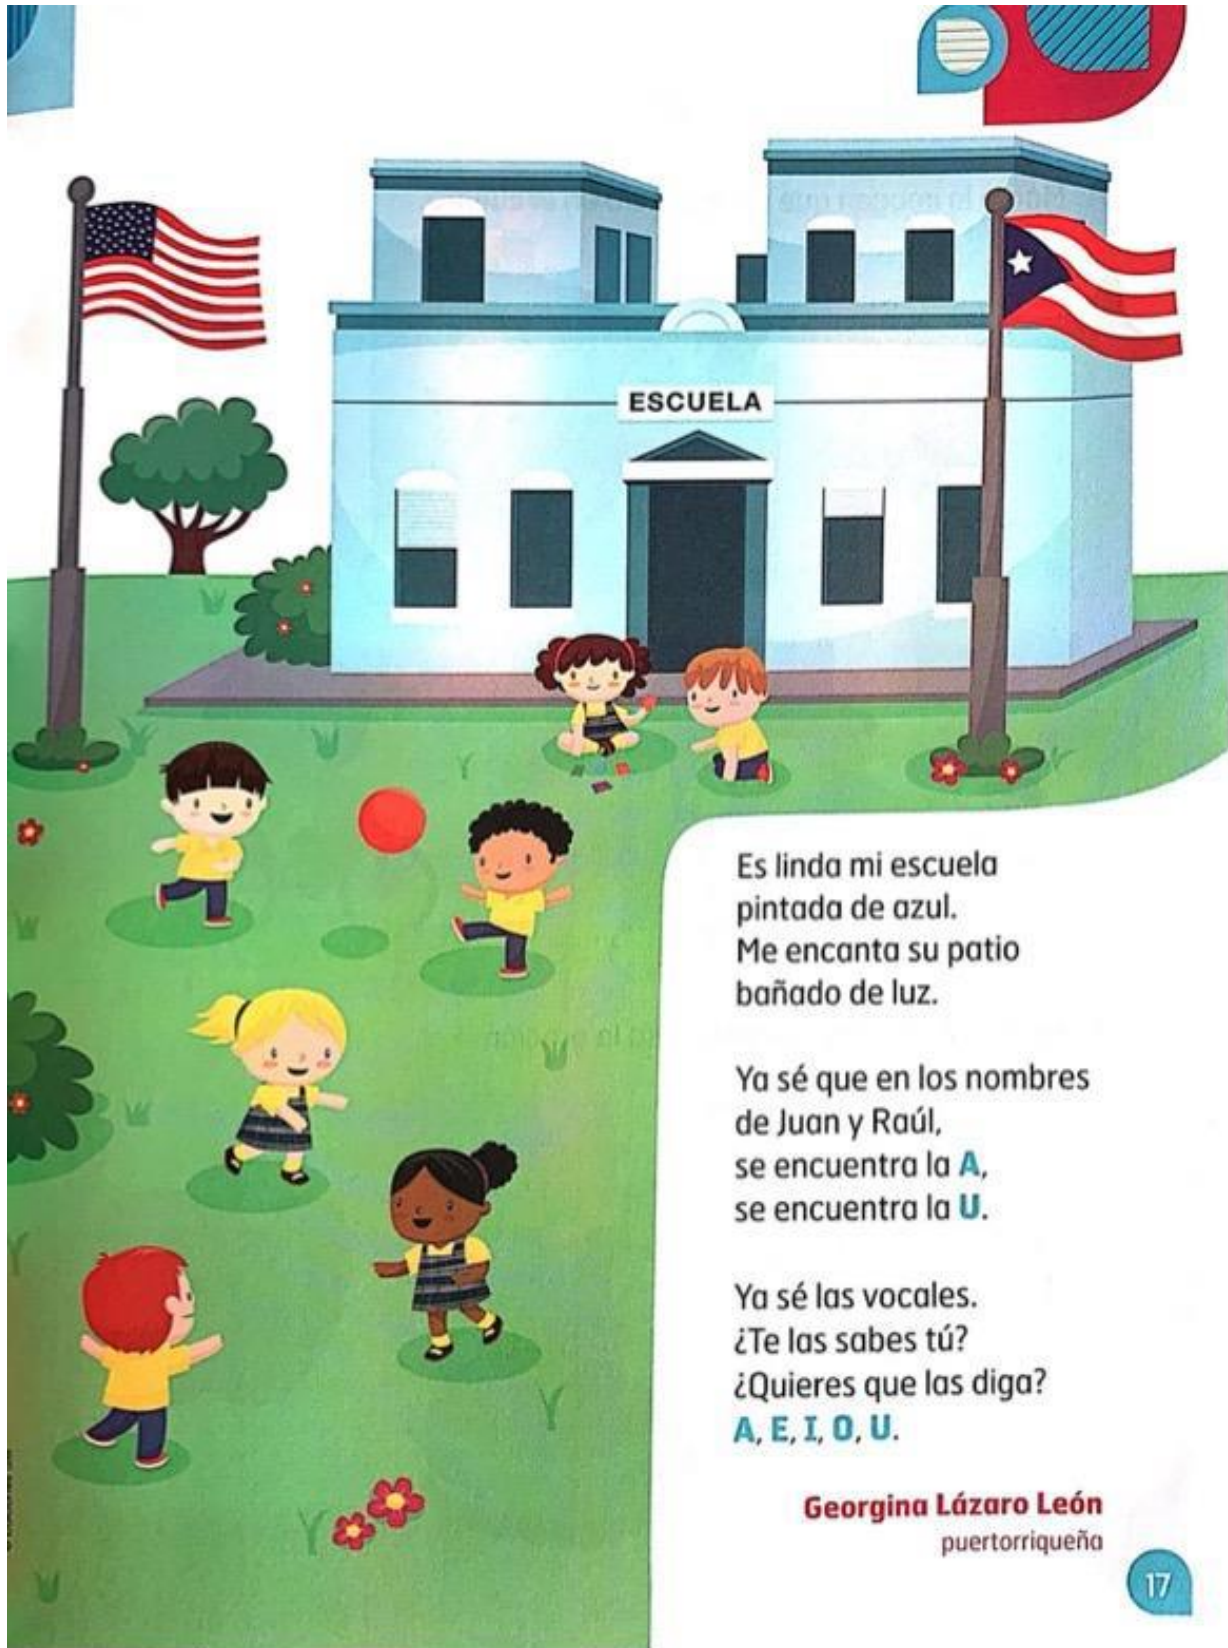 ESCUELA
Es linda mi escuela
pintada de azul.
Me encanta su patio
bañado de luz.
Ya sé que en los nombres
de Juan y Raúl,
se encuentra la A,
se encuentra la U.
Ya sé las vocales.
¿Te las sabes tú?
¿Quieres que las diga?
A, E, I, O, U.
Georgina Lázaro León
puertorriqueña
17